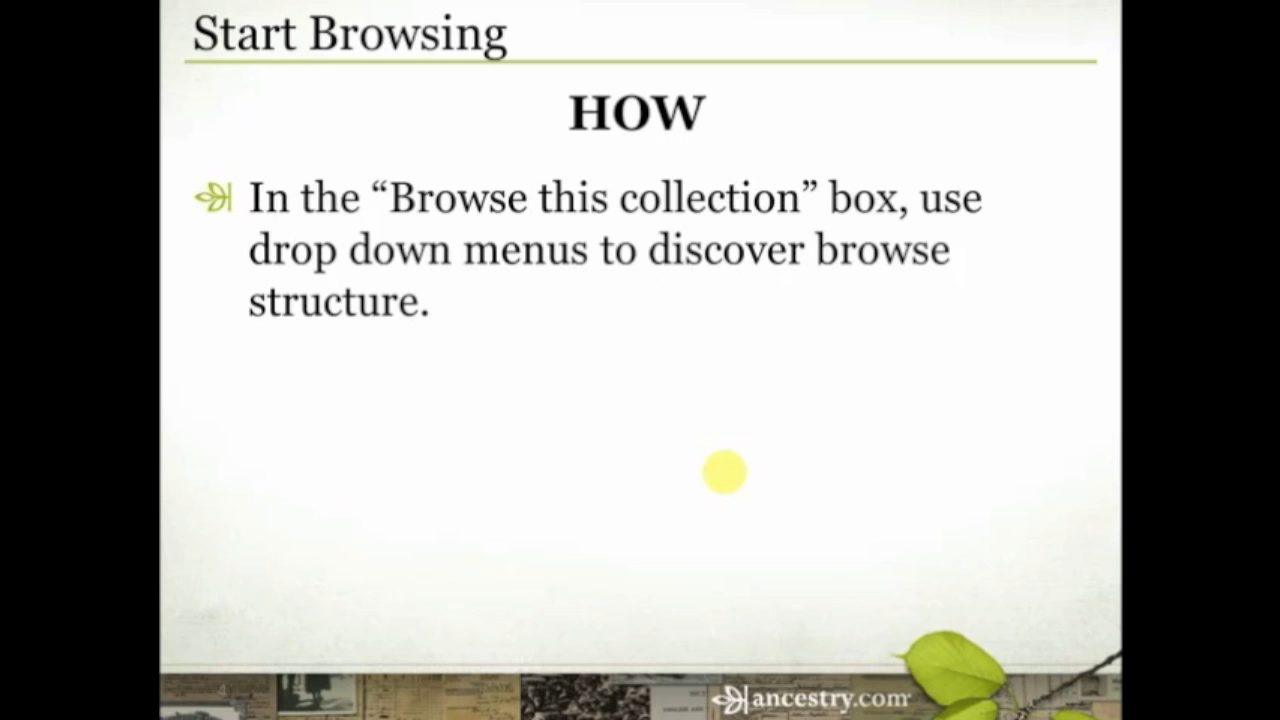 Start Browsing
HOW
In the “Browse this collection” box, use
drop down menus to discover browse
structure.
ancestry.com